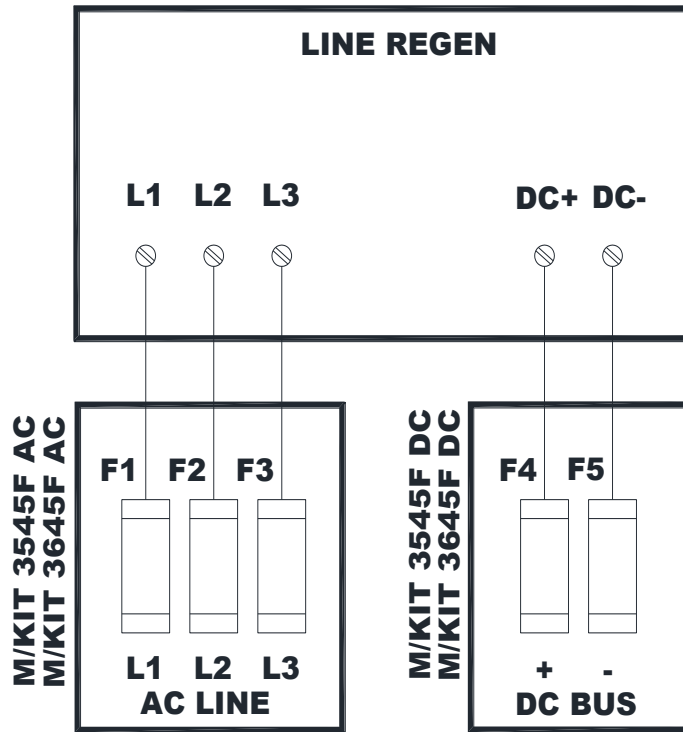 LINE REGEN
L1 L2 L3 DC+ DC-
M/KIT 3545F AC
M/KIT 3645F AC
F1 F2 F3
L1 L2 L3
AC LINE
M/KIT 3545F DC
M/KIT 3645F DC
F4 F5
+ -
DC BUS